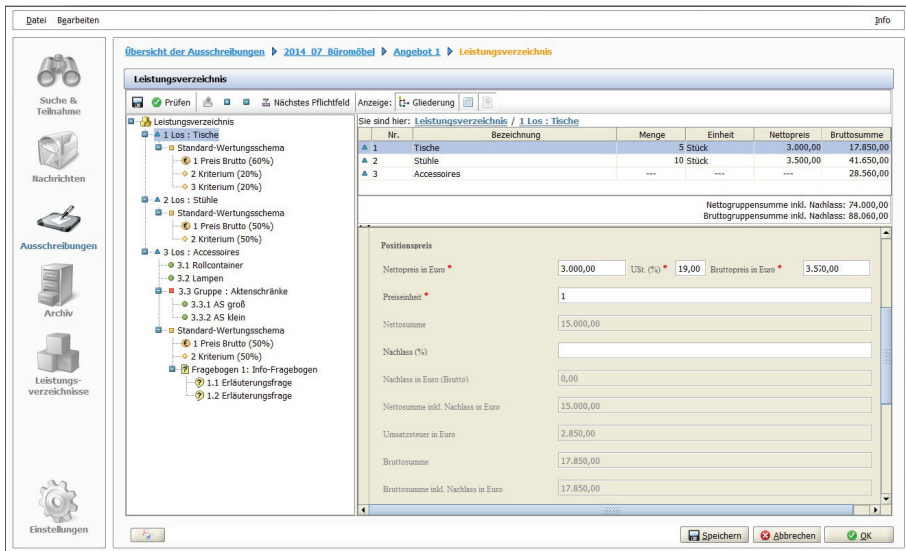 Datei Bearbeiten Info
Übersicht der Ausschreibungen 2014_07_Büromöbel Angebot 1 Leistungsverzeichnis
Leistungsverzeichnis
Prüfen Nächstes Pflichtfeld Anzeige: Gliederung
Suche &
Teilnahme
Nachrichten
Ausschreibungen
Archiv
Leistungs-
verzeichnisse
Einstellungen
Leistungsverzeichnis
1 Los : Tische
Standard-Wertungsschema
1 Preis Brutto (60%)
2 Kriterium (20%)
3 Kriterium (20%)
2 Los : Stühle
Standard-Wertungsschema
1 Preis Brutto (50%)
2 Kriterium (50%)
3 Los : Accessoires
3.1 Rollcontainer
3.2 Lampen
3.3 Gruppe : Aktenschränke
3.3.1 AS groß
3.3.2 AS klein
Standard-Wertungsschema
1 Preis Brutto (50%)
2 Kriterium (50%)
Fragebogen 1: Info-Fragebogen
1.1 Erläuterungsfrage
1.2 Erläuterungsfrage
Sie sind hier: Leistungsverzeichnis / 1 Los : Tische
Nr. Bezeichnung Menge Einheit Nettopreis Bruttosumme
1 Tische 5 Stück 3.000,00 17.850,00
2 Stühle 10 Stück 3.500,00 41.650,00
3 Accessoires --- --- --- 28.560,00
Nettogruppensumme inkl. Nachlass: 74.000,00
Bruttogruppensumme inkl. Nachlass: 88.060,00
Positionspreis
Nettopreis in Euro * 3.000,00 USt. (%) * 19,00 Bruttopreis in Euro * 3.570,00
Preiseinheit * 1
Nettosumme 15.000,00
Nachlass (%)
Nachlass in Euro (Brutto) 0,00
Nettosumme inkl. Nachlass in Euro 15.000,00
Umsatzsteuer in Euro 2.850,00
Bruttosumme 17.850,00
Bruttosumme inkl. Nachlass in Euro 17.850,00
Speichern Abbrechen OK